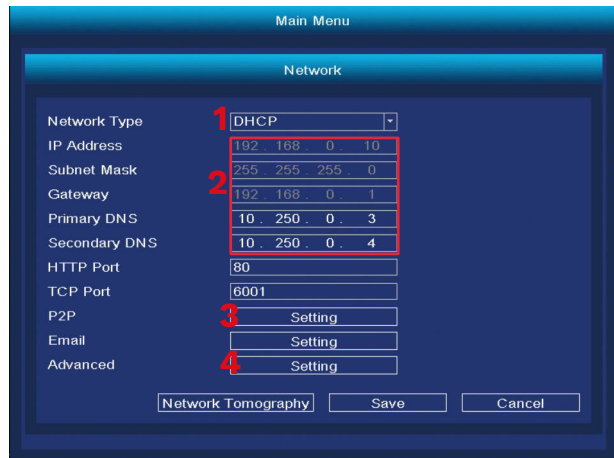 Main Menu
Network
Network Type 1 DHCP
IP Address 192 . 168 . 0 . 10
Subnet Mask 255 . 255 . 255 . 0
2
Gateway 192 . 168 . 0 . 1
Primary DNS 10 . 250 . 0 . 3
Secondary DNS 10 . 250 . 0 . 4
HTTP Port 80
TCP Port 6001
P2P 3 Setting
Email Setting
Advanced 4 Setting
Network Tomography Save Cancel